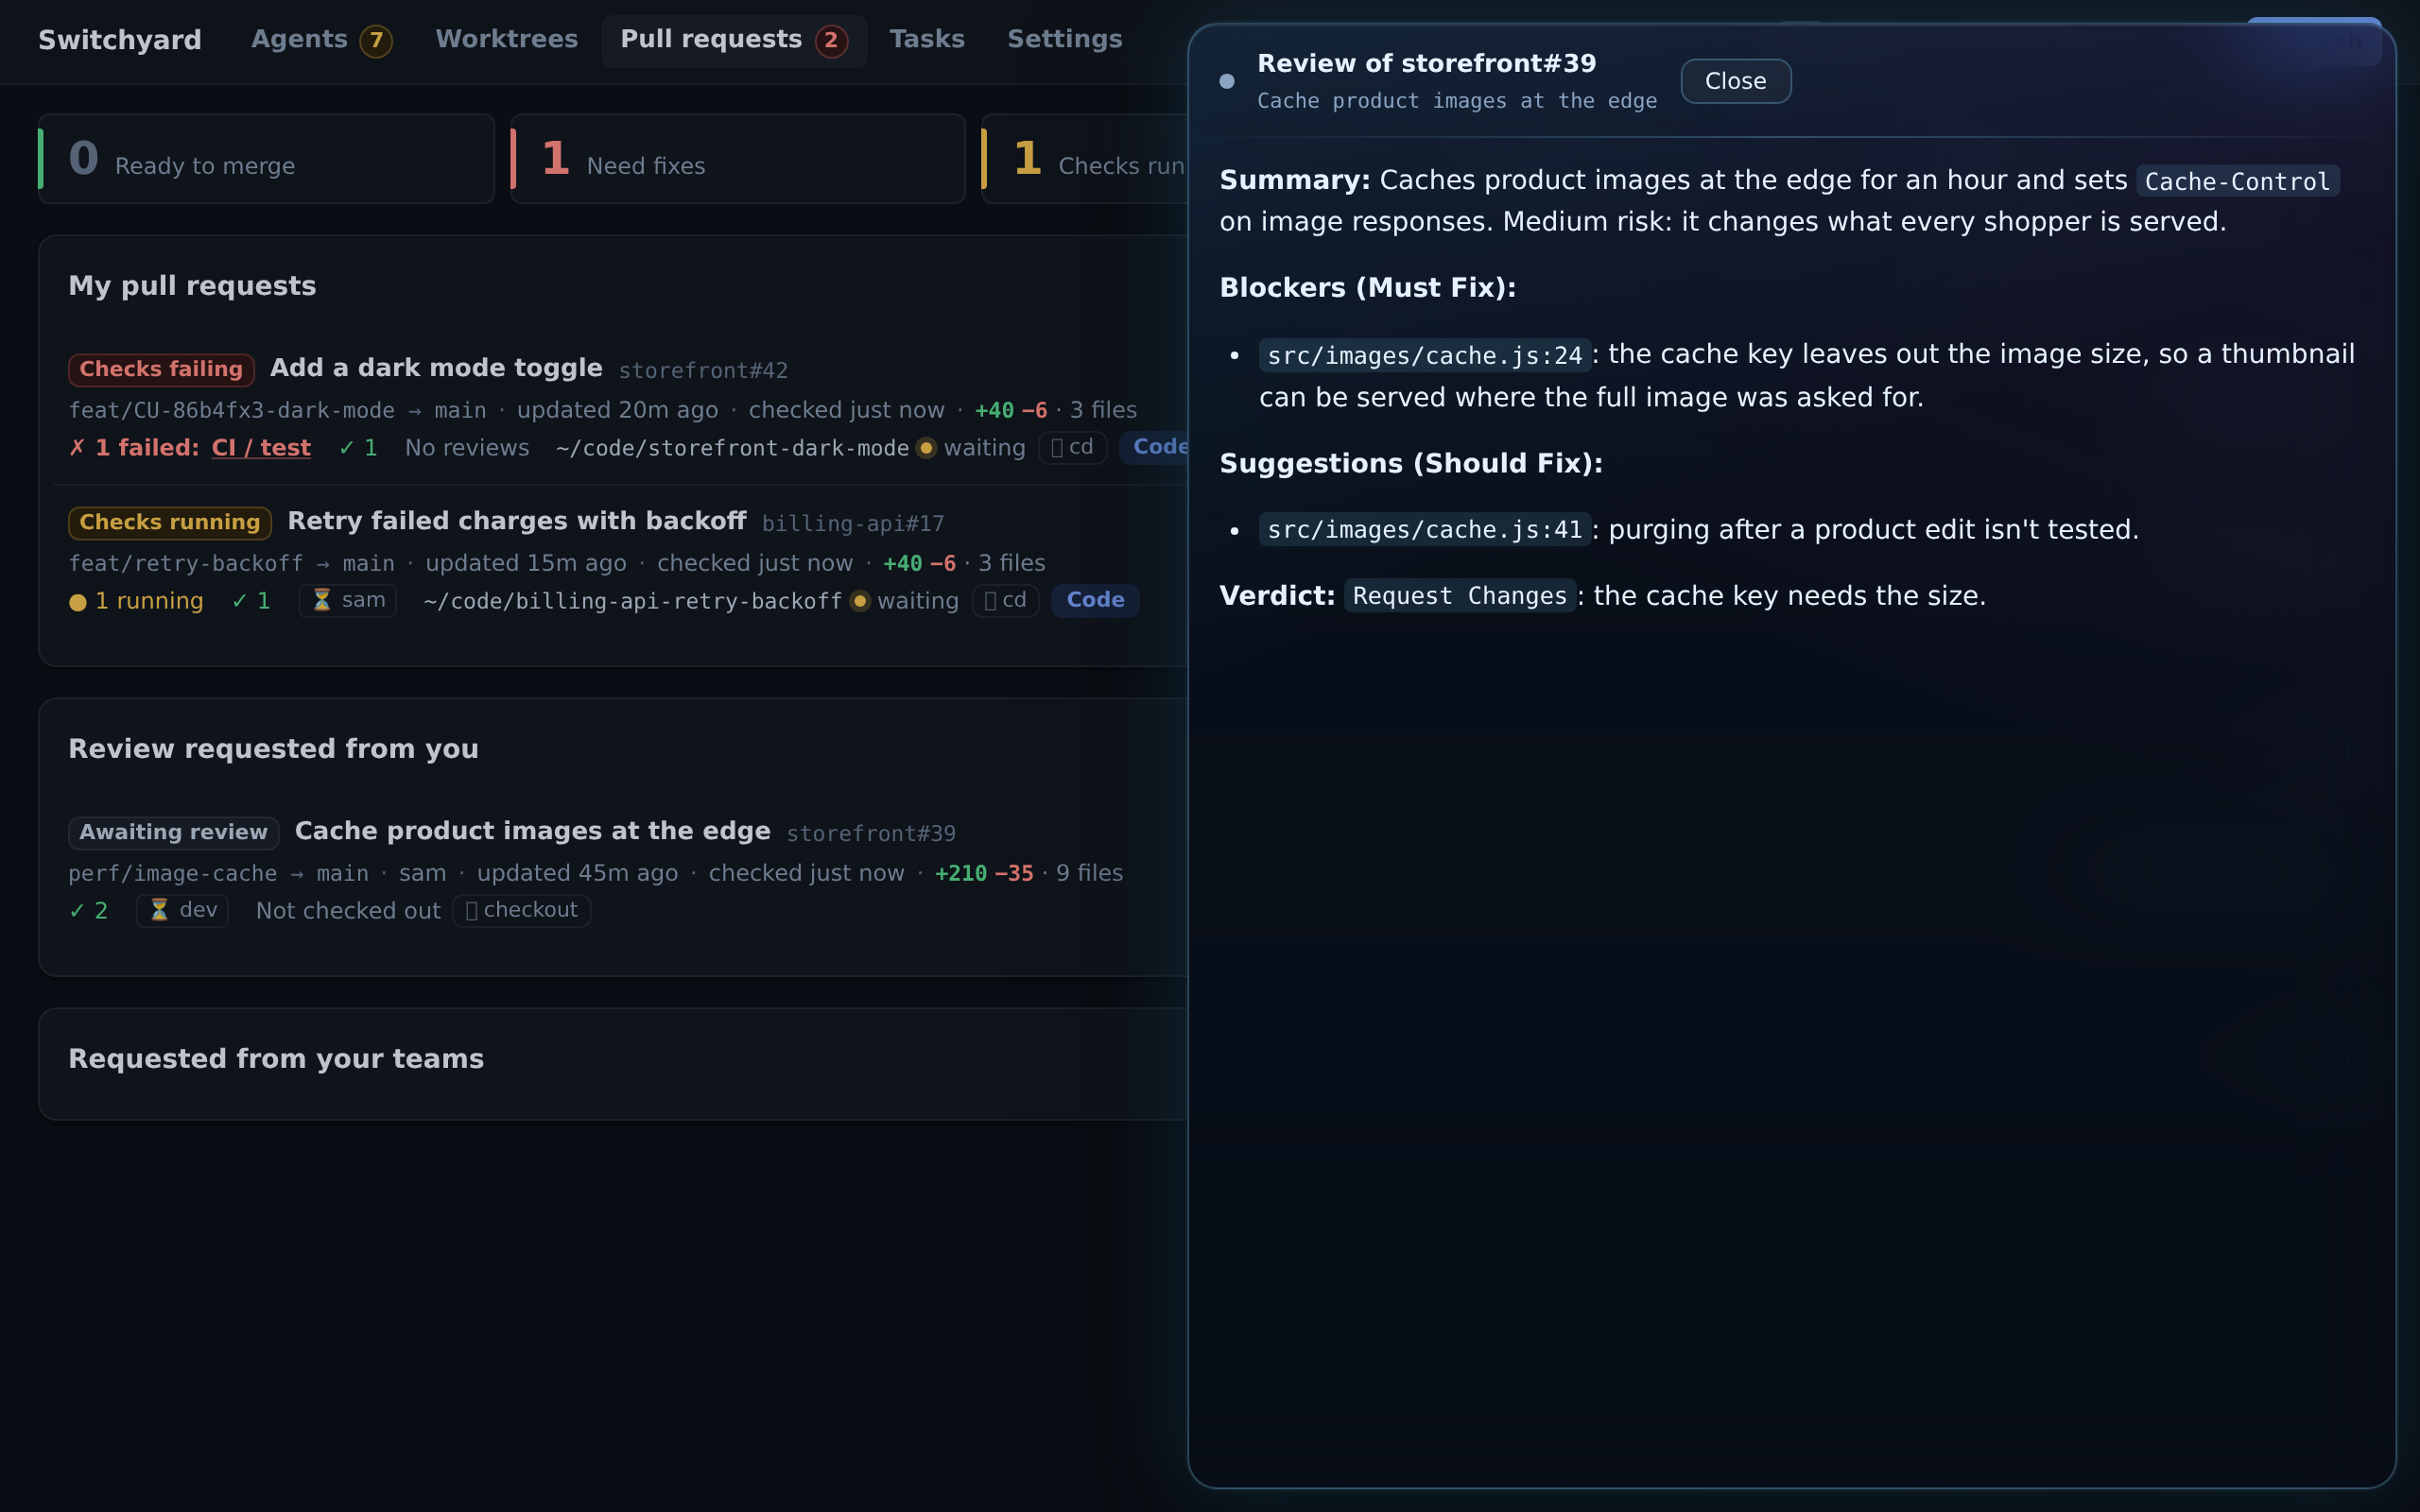 Switchyard Agents 7 Worktrees Pull requests 2 Tasks Settings
0 Ready to merge
1 Need fixes
1 Checks run
My pull requests
Checks failing Add a dark mode toggle storefront#42
feat/CU-86b4fx3-dark-mode → main · updated 20m ago · checked just now · +40 −6 · 3 files
✗ 1 failed: CI / test ✓ 1 No reviews ~/code/storefront-dark-mode waiting cd Code
Checks running Retry failed charges with backoff billing-api#17
feat/retry-backoff → main · updated 15m ago · checked just now · +40 −6 · 3 files
● 1 running ✓ 1 ⏳ sam ~/code/billing-api-retry-backoff waiting cd Code
Review requested from you
Awaiting review Cache product images at the edge storefront#39
perf/image-cache → main · sam · updated 45m ago · checked just now · +210 −35 · 9 files
✓ 2 ⏳ dev Not checked out checkout
Requested from your teams
Review of storefront#39
Cache product images at the edge
Close
Summary: Caches product images at the edge for an hour and sets Cache-Control
on image responses. Medium risk: it changes what every shopper is served.
Blockers (Must Fix):
• src/images/cache.js:24: the cache key leaves out the image size, so a thumbnail
can be served where the full image was asked for.
Suggestions (Should Fix):
• src/images/cache.js:41: purging after a product edit isn't tested.
Verdict: Request Changes: the cache key needs the size.